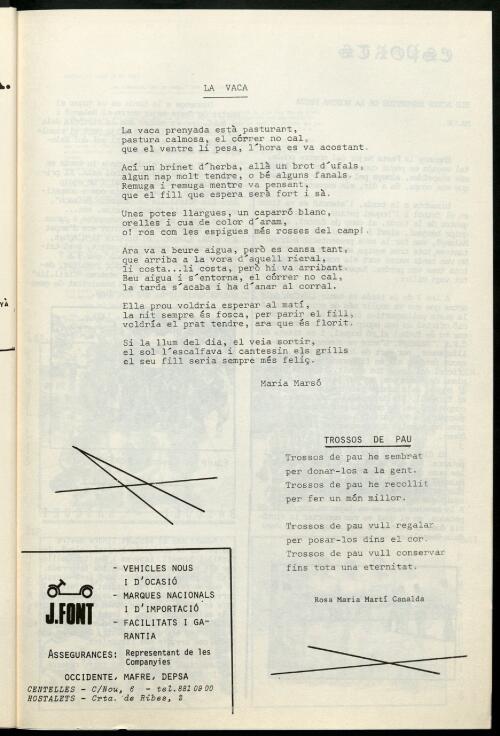 LA VACA
La vaca prenyada està pasturant,
pastura calmosa, el córrer no cal,
que el ventre li pesa, l'hora es va acostant.
Ací un brinet d'herba, allà un brot d'ufals,
algun nap molt tendre, o bé alguns fanals.
Remuga i remuga mentre va pensant,
que el fill que espera serà fort i sà.
Unes potes llargues, un caparró blanc,
orelles i cua de color d'aram,
o! ros com les espigues més rosses del camp!.
Ara va a beure aigua, però es cansa tant,
que arriba a la vora d'aquell rieral,
li costa...li costa, però hi va arribant.
Beu aigua i s'entorna, el córrer no cal,
la tarda s'acaba i ha d'anar al corral.
Ella prou voldria esperar al matí,
la nit sempre és fosca, per parir el fill,
voldria el prat tendre, ara que és florit.
Si la llum del dia, el veia sortir,
el sol l'escalfava i cantessin els grills
el seu fill seria sempre més feliç.
Maria Marsó
TROSSOS DE PAU
Trossos de pau he sembrat
per donar-los a la gent.
Trossos de pau he recollit
per fer un món millor.
Trossos de pau vull regalar
per posar-los dins el cor.
Trossos de pau vull conservar
fins tota una eternitat.
Rosa Maria Martí Canalda
J.FONT
- VEHICLES NOUS
I D'OCASIÓ
- MARQUES NACIONALS
I D'IMPORTACIÓ
- FACILITATS I GA-
RANTIA
ASSEGURANCES: Representant de les
Companyies
OCCIDENTE, MAFRE, DEPSA
CENTELLES - C/Nou, 6 - tel.881 09 00
HOSTALETS - Crta. de Ribes, 2